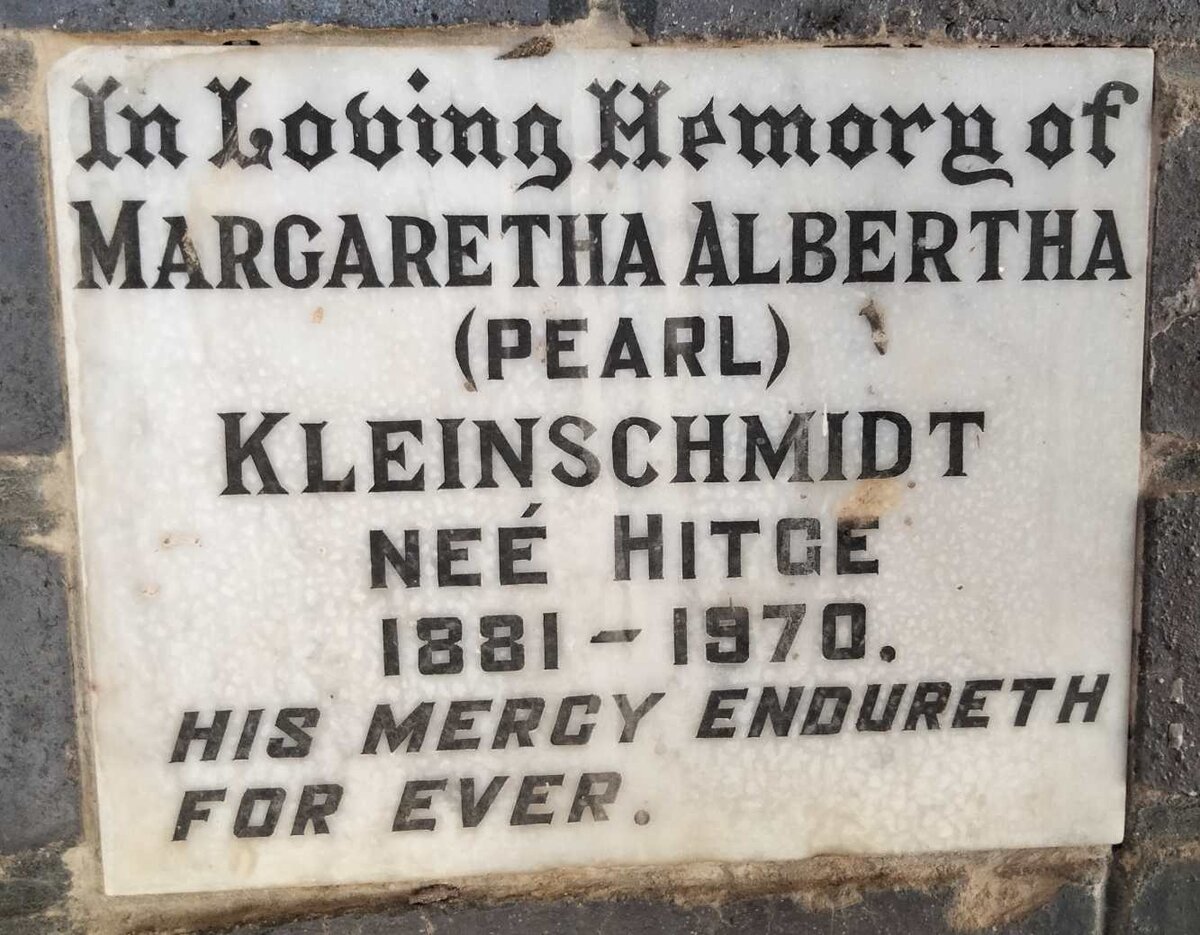 In Loving Memory of
MARGARETHA ALBERTHA
(PEARL)
KLEINSCHMIDT
NEÉ HITGE
1881 – 1970.
HIS MERCY ENDURETH
FOR EVER.